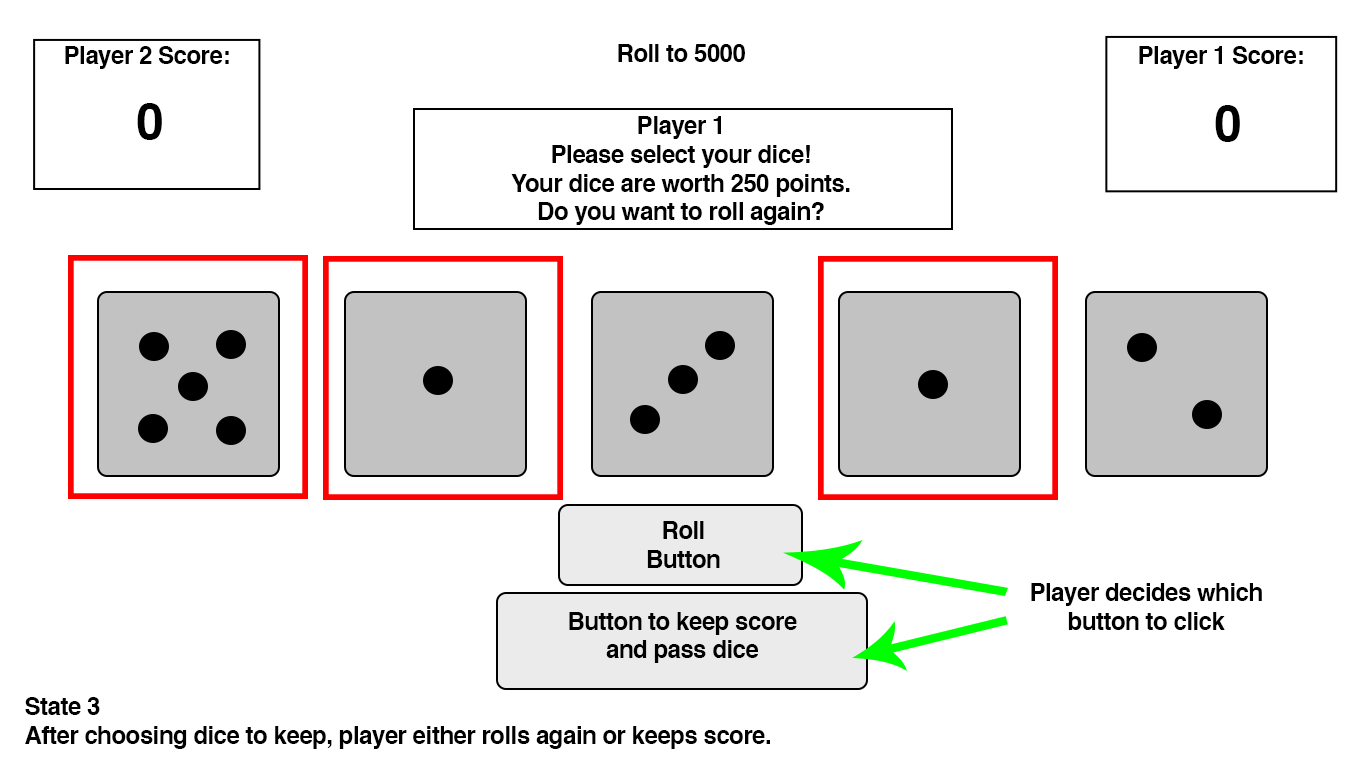 Player 2 Score:
0
Roll to 5000
Player 1 Score:
0
Player 1
Please select your dice!
Your dice are worth 250 points.
Do you want to roll again?
Roll
Button
Button to keep score
and pass dice
Player decides which
button to click
State 3
After choosing dice to keep, player either rolls again or keeps score.